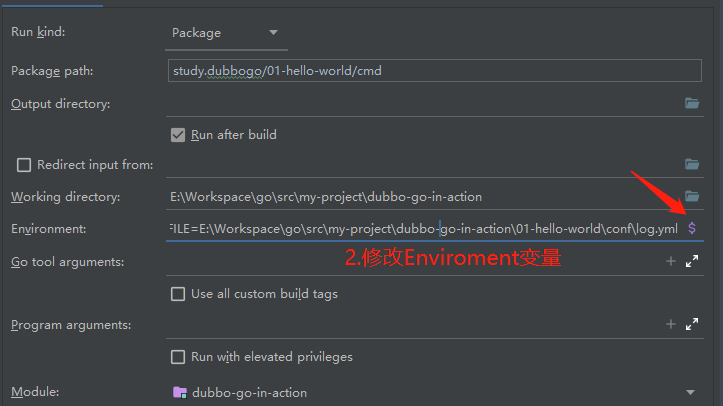 Run kind: Package
Package path: study.dubbogo/01-hello-world/cmd
Output directory:
Run after build
Redirect input from:
Working directory: E:\Workspace\go\src\my-project\dubbo-go-in-action
Environment: FILE=E:\Workspace\go\src\my-project\dubbo-go-in-action\01-hello-world\conf\log.yml $
2.修改Enviroment变量
Go tool arguments: +
Use all custom build tags
Program arguments: +
Run with elevated privileges
Module: dubbo-go-in-action